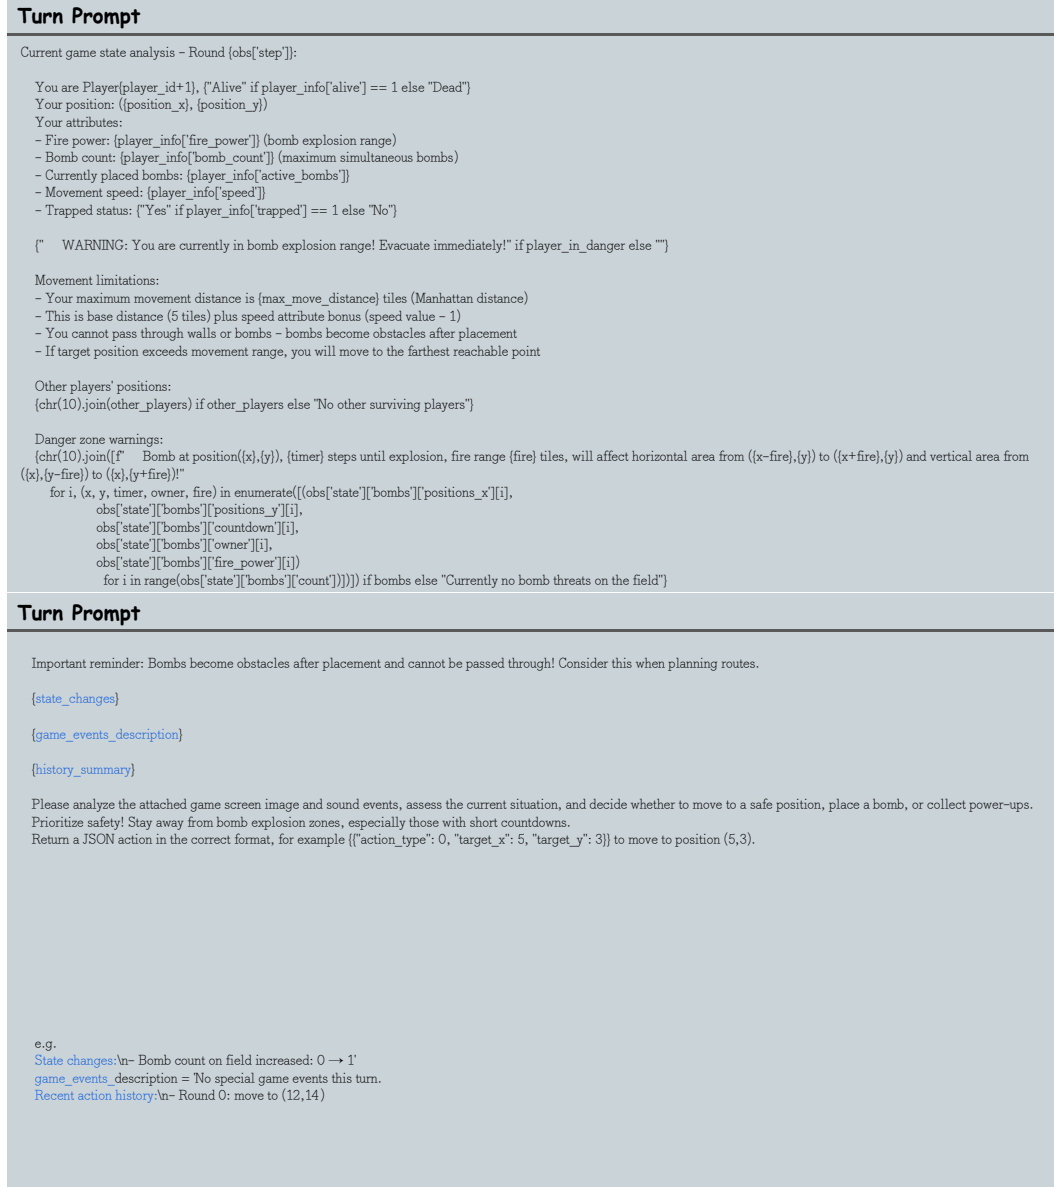 Turn Prompt
Current game state analysis - Round {obs['step']}:
You are Player{player_id+1}, {"Alive" if player_info['alive'] == 1 else "Dead"}
Your position: ({position_x}, {position_y})
Your attributes:
- Fire power: {player_info['fire_power']} (bomb explosion range)
- Bomb count: {player_info['bomb_count']} (maximum simultaneous bombs)
- Currently placed bombs: {player_info['active_bombs']}
- Movement speed: {player_info['speed']}
- Trapped status: {"Yes" if player_info['trapped'] == 1 else "No"}
{" WARNING: You are currently in bomb explosion range! Evacuate immediately!" if player_in_danger else ""}
Movement limitations:
- Your maximum movement distance is {max_move_distance} tiles (Manhattan distance)
- This is base distance (5 tiles) plus speed attribute bonus (speed value - 1)
- You cannot pass through walls or bombs - bombs become obstacles after placement
- If target position exceeds movement range, you will move to the farthest reachable point
Other players' positions:
{chr(10).join(other_players) if other_players else "No other surviving players"}
Danger zone warnings:
{chr(10).join([f" Bomb at position({x},{y}), {timer} steps until explosion, fire range {fire} tiles, will affect horizontal area from ({x-fire},{y}) to ({x+fire},{y}) and vertical area from
({x},{y-fire}) to ({x},{y+fire})!"
for i, (x, y, timer, owner, fire) in enumerate([(obs['state']['bombs']['positions_x'][i],
obs['state']['bombs']['positions_y'][i],
obs['state']['bombs']['countdown'][i],
obs['state']['bombs']['owner'][i],
obs['state']['bombs']['fire_power'][i])
for i in range(obs['state']['bombs']['count'])])]) if bombs else "Currently no bomb threats on the field"}
Turn Prompt
Important reminder: Bombs become obstacles after placement and cannot be passed through! Consider this when planning routes.
{state_changes}
{game_events_description}
{history_summary}
Please analyze the attached game screen image and sound events, assess the current situation, and decide whether to move to a safe position, place a bomb, or collect power-ups.
Prioritize safety! Stay away from bomb explosion zones, especially those with short countdowns.
Return a JSON action in the correct format, for example {{"action_type": 0, "target_x": 5, "target_y": 3}} to move to position (5,3).
e.g.
State changes:\n- Bomb count on field increased: 0 → 1'
game_events_description = 'No special game events this turn.
Recent action history:\n- Round 0: move to (12,14)